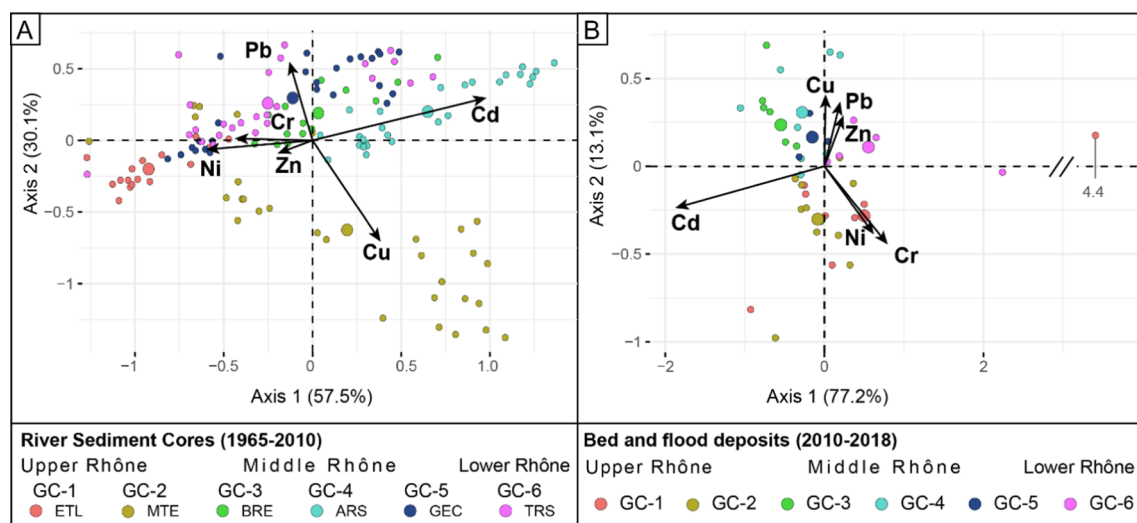 A
Axis 2 (30.1%)
0.5
0
−0.5
−1
Pb
Cr
Cd
Ni
Zn
Cu
−1
−0.5
0
0.5
1.0
Axis 1 (57.5%)
B
Axis 2 (13.1%)
0.5
0
−0.5
−1
Cu
Pb
Zn
Cd
Ni
Cr
//
4.4
−2
0
2
Axis 1 (77.2%)
River Sediment Cores (1965-2010)
Upper Rhône Middle Rhône Lower Rhône
GC-1 GC-2 GC-3 GC-4 GC-5 GC-6
ETL MTE BRE ARS GEC TRS
Bed and flood deposits (2010-2018)
Upper Rhône Middle Rhône Lower Rhône
GC-1 GC-2 GC-3 GC-4 GC-5 GC-6